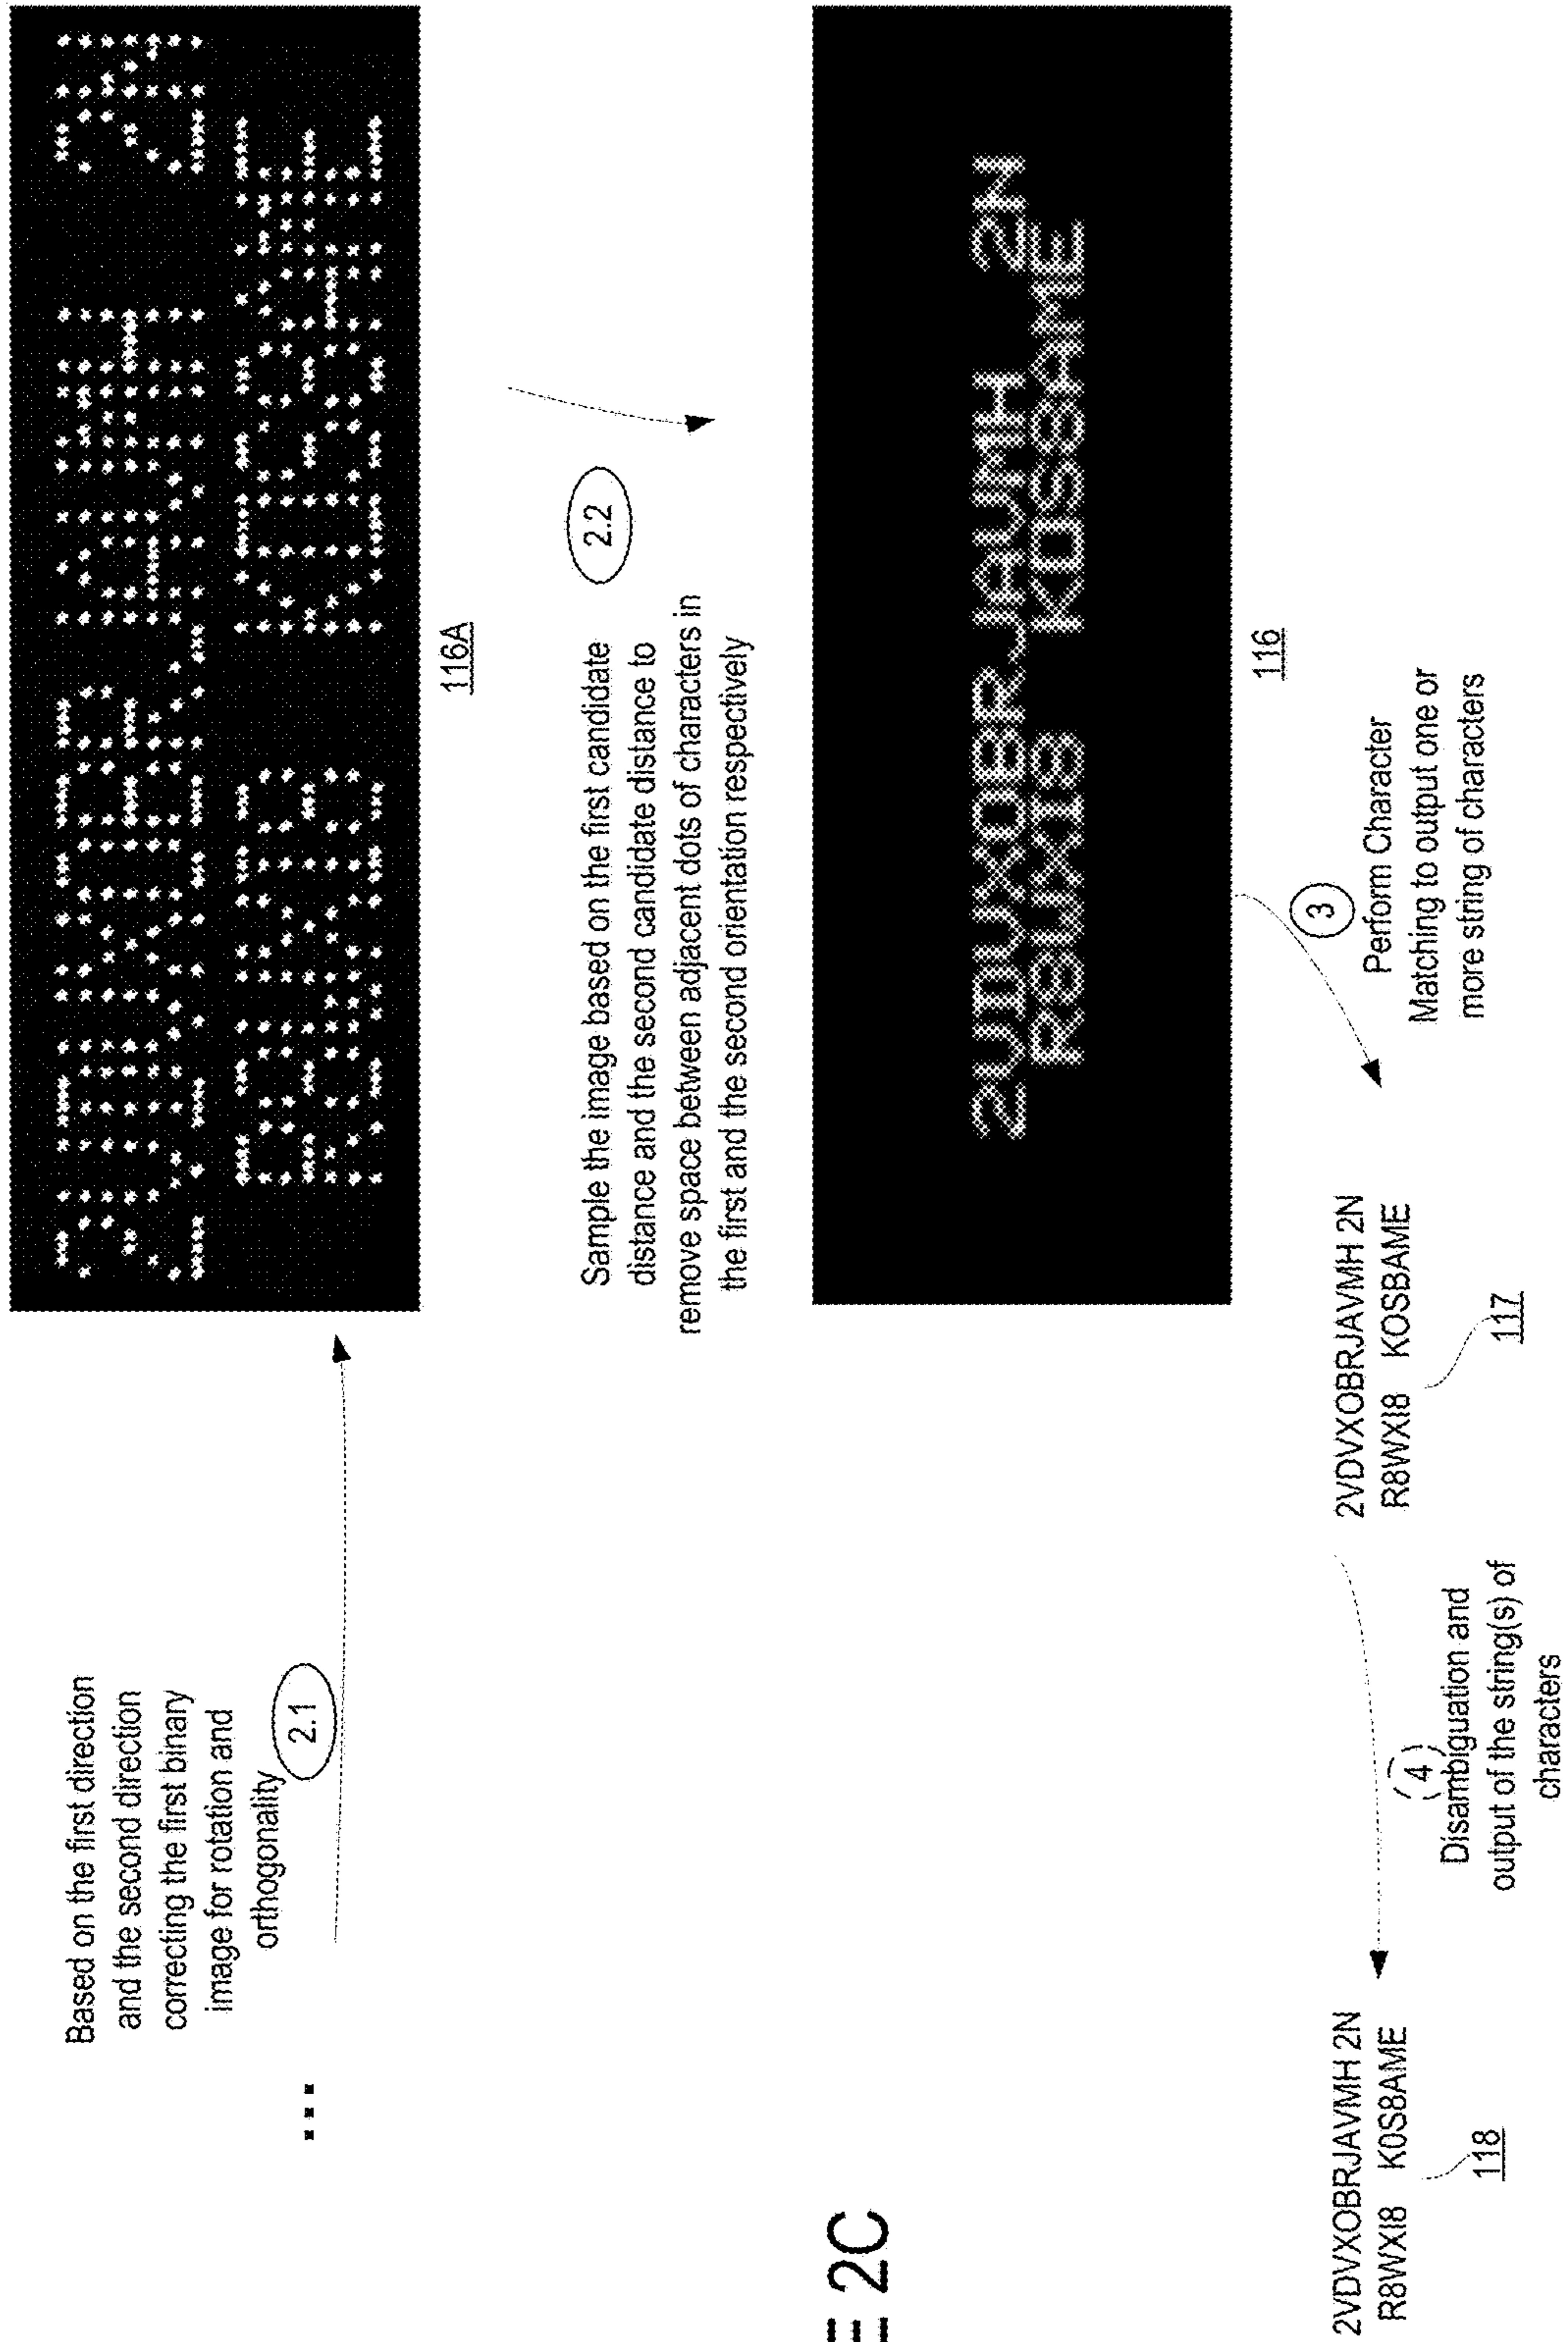 Based on the first direction
and the second direction
correcting the first binary
image for rotation and
orthogonality
2.1
...
2N
116A
2.2
Sample the image based on the first candidate
distance and the second candidate distance to
remove space between adjacent dots of characters in
the first and the second orientation respectively
E 2C
2N
116
3
Perform Character
Matching to output one or
more string of characters
2VDVXOBRJAVMH 2N
R8WXI8 KOSBAME
117
4
Disambiguation and
output of the string(s) of
characters
2VDVXOBRJAVMH 2N
R8WXI8 K0S8AME
118